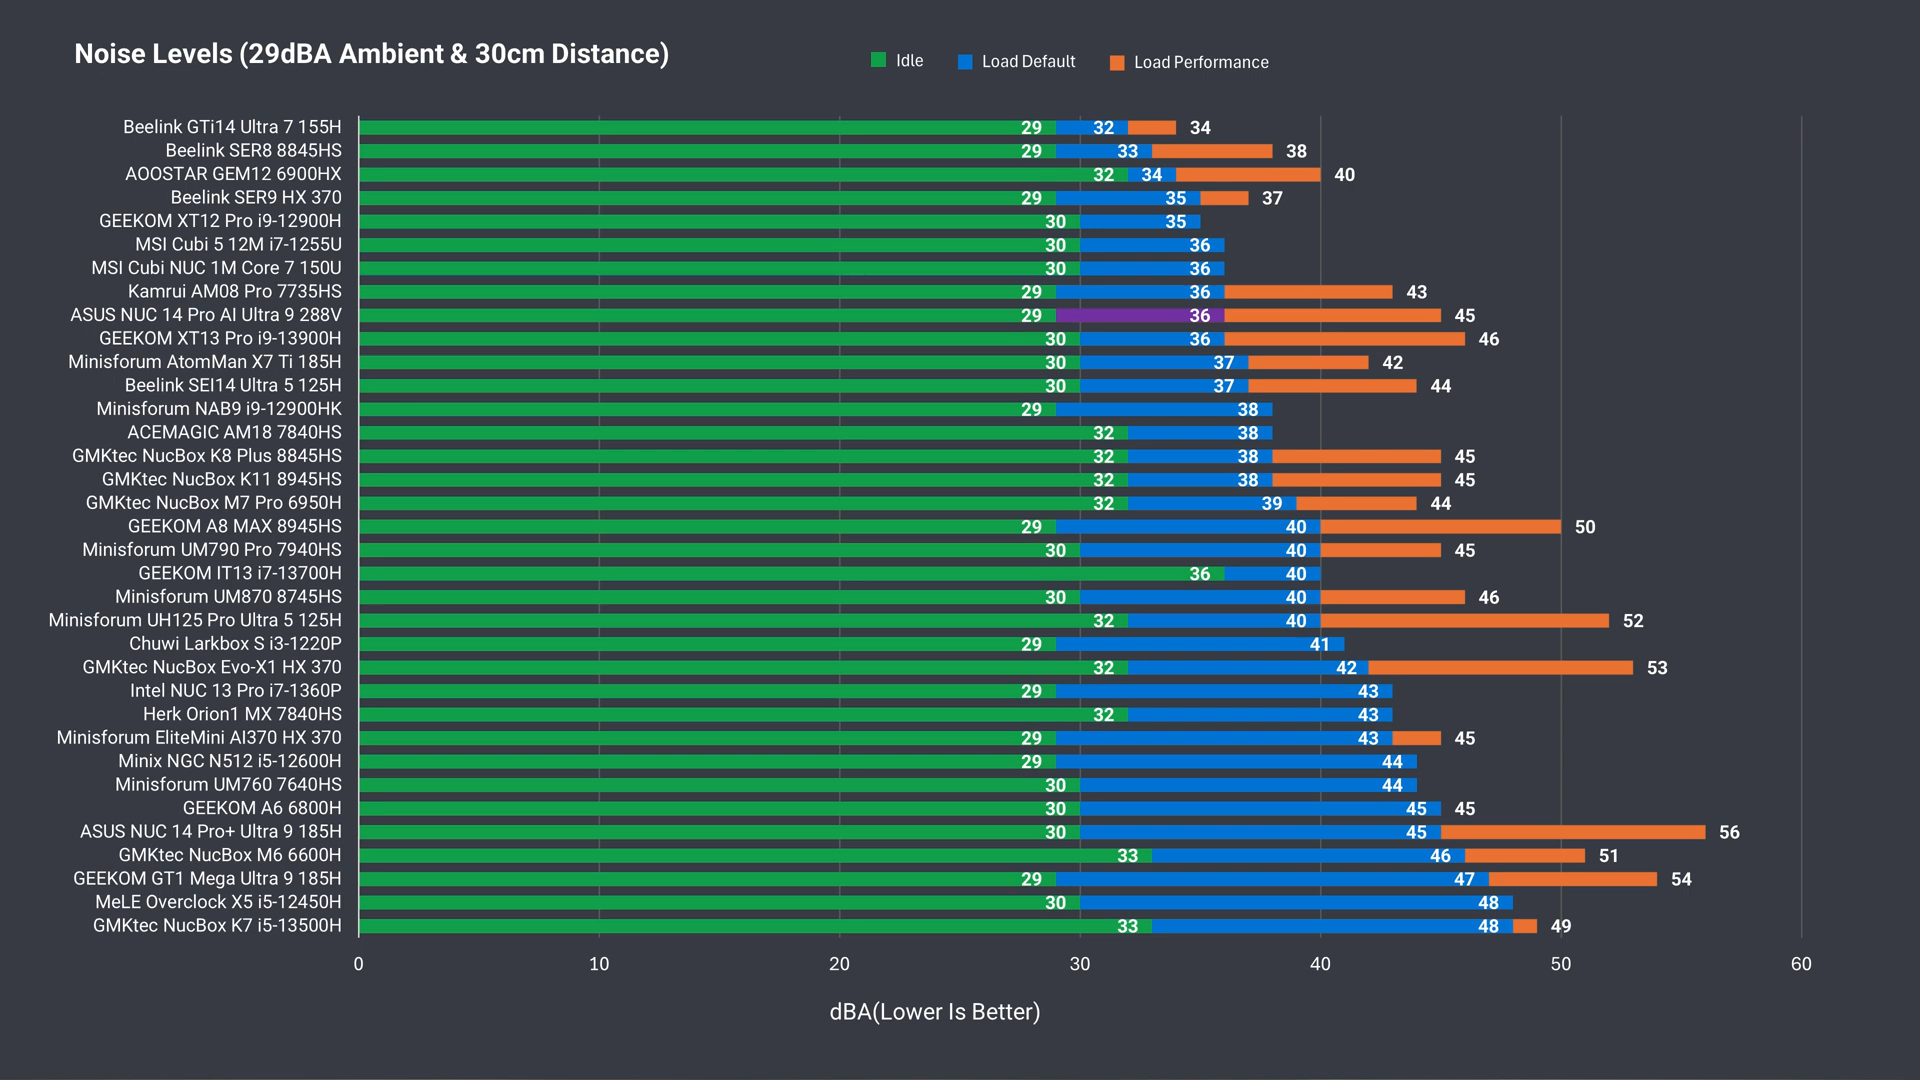 Noise Levels (29dBA Ambient & 30cm Distance)
Idle Load Default Load Performance
Beelink GTi14 Ultra 7 155H 29 32 34
Beelink SER8 8845HS 29 33 38
AOOSTAR GEM12 6900HX 32 34 40
Beelink SER9 HX 370 29 35 37
GEEKOM XT12 Pro i9-12900H 30 35
MSI Cubi 5 12M i7-1255U 30 36
MSI Cubi NUC 1M Core 7 150U 30 36
Kamrui AM08 Pro 7735HS 29 36 43
ASUS NUC 14 Pro AI Ultra 9 288V 29 36 45
GEEKOM XT13 Pro i9-13900H 30 36 46
Minisforum AtomMan X7 Ti 185H 30 37 42
Beelink SEI14 Ultra 5 125H 30 37 44
Minisforum NAB9 i9-12900HK 29 38
ACEMAGIC AM18 7840HS 32 38
GMKtec NucBox K8 Plus 8845HS 32 38 45
GMKtec NucBox K11 8945HS 32 38 45
GMKtec NucBox M7 Pro 6950H 32 39 44
GEEKOM A8 MAX 8945HS 29 40 50
Minisforum UM790 Pro 7940HS 30 40 45
GEEKOM IT13 i7-13700H 36 40
Minisforum UM870 8745HS 30 40 46
Minisforum UH125 Pro Ultra 5 125H 32 40 52
Chuwi Larkbox S i3-1220P 29 41
GMKtec NucBox Evo-X1 HX 370 32 42 53
Intel NUC 13 Pro i7-1360P 29 43
Herk Orion1 MX 7840HS 32 43
Minisforum EliteMini AI370 HX 370 29 43 45
Minix NGC N512 i5-12600H 29 44
Minisforum UM760 7640HS 30 44
GEEKOM A6 6800H 30 45 45
ASUS NUC 14 Pro+ Ultra 9 185H 30 45 56
GMKtec NucBox M6 6600H 33 46 51
GEEKOM GT1 Mega Ultra 9 185H 29 47 54
MeLE Overclock X5 i5-12450H 30 48
GMKtec NucBox K7 i5-13500H 33 48 49
0 10 20 30 40 50 60
dBA(Lower Is Better)